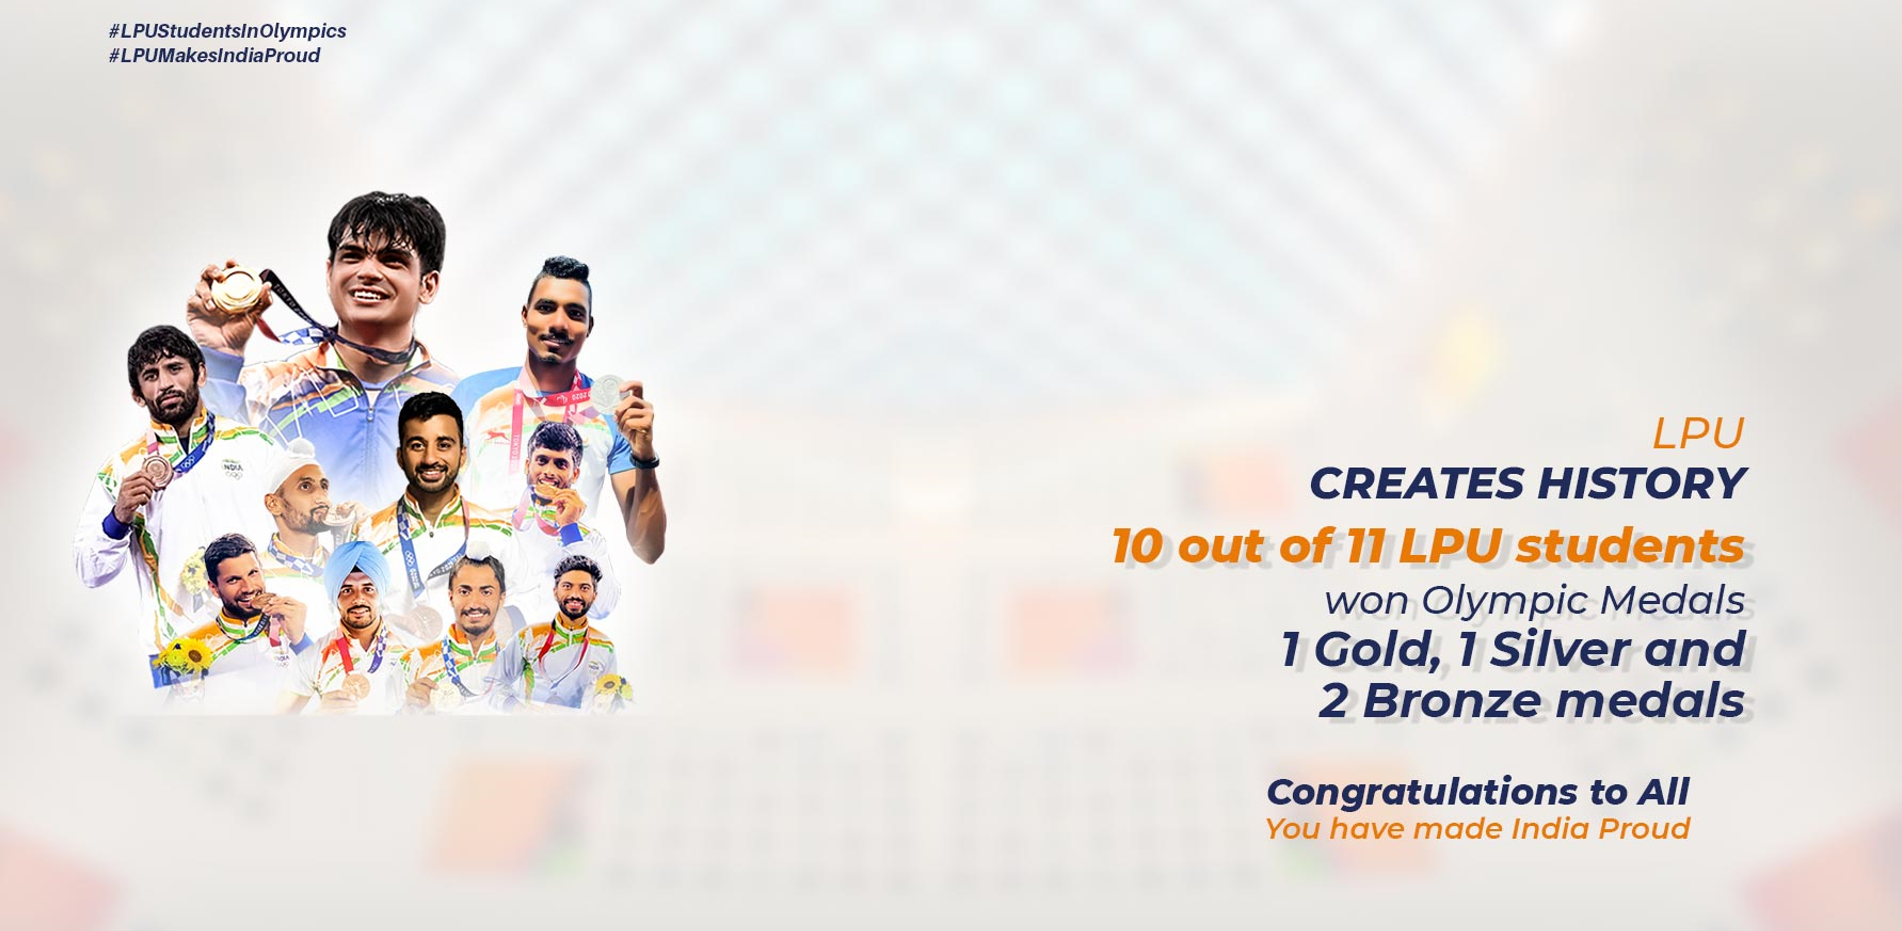 #LPUStudentsInOlympics
#LPUMakesIndiaProud
INDIA
LPU
CREATES HISTORY
10 out of 11 LPU students
won Olympic Medals
1 Gold, 1 Silver and
2 Bronze medals
Congratulations to All
You have made India Proud